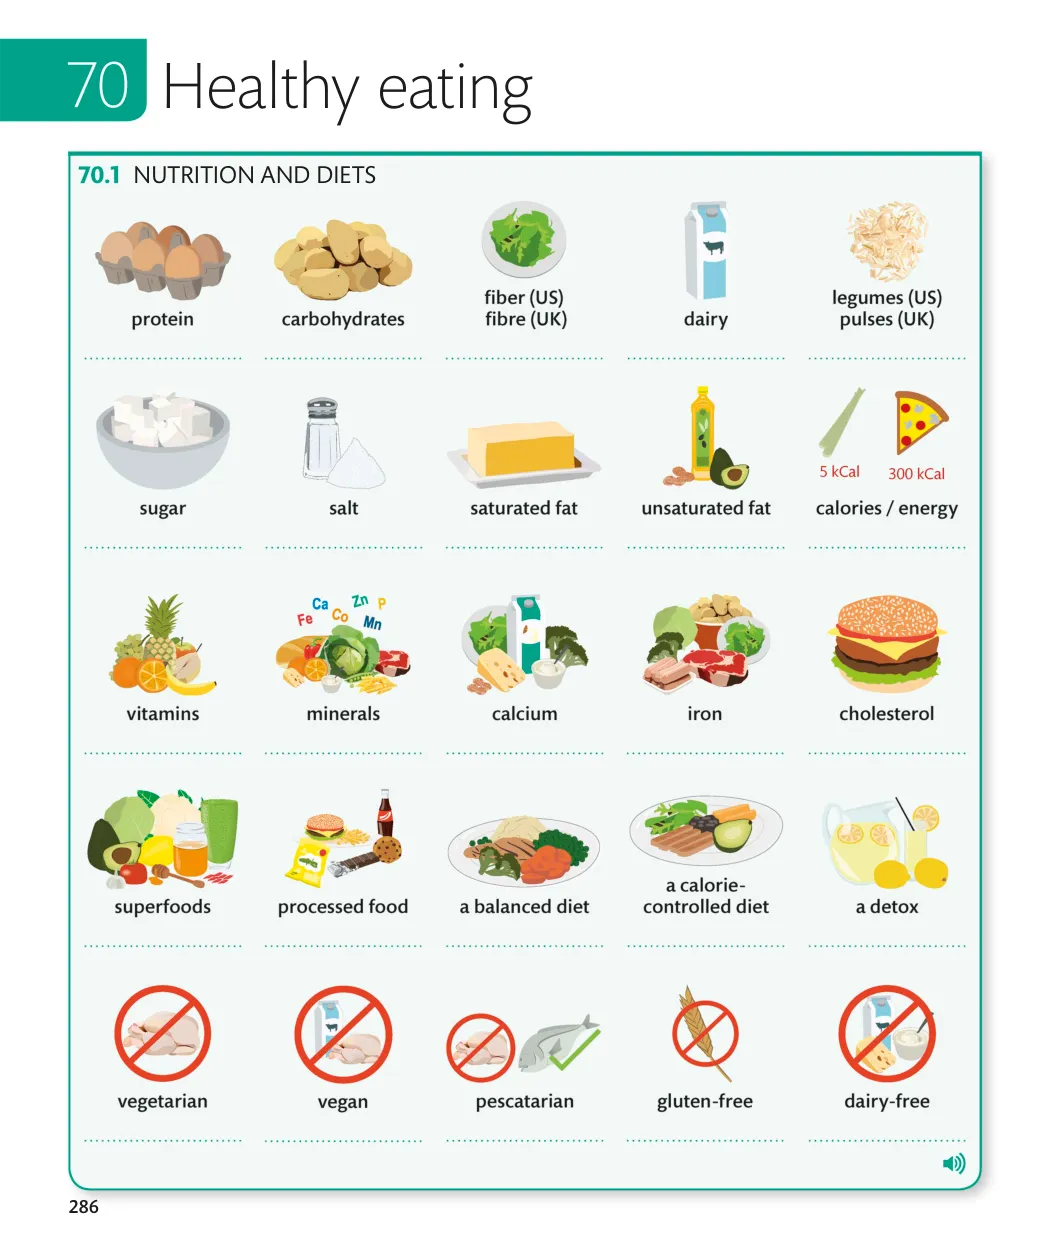 70 Healthy eating
70.1 NUTRITION AND DIETS
protein
carbohydrates
fiber (US)
fibre (UK)
dairy
legumes (US)
pulses (UK)
sugar
salt
saturated fat
unsaturated fat
5 kCal
300 kCal
calories / energy
vitamins
Fe
Ca
Co
Zn
P
Mn
minerals
calcium
iron
cholesterol
superfoods
processed food
a balanced diet
a calorie-
controlled diet
a detox
vegetarian
vegan
pescatarian
gluten-free
dairy-free
286